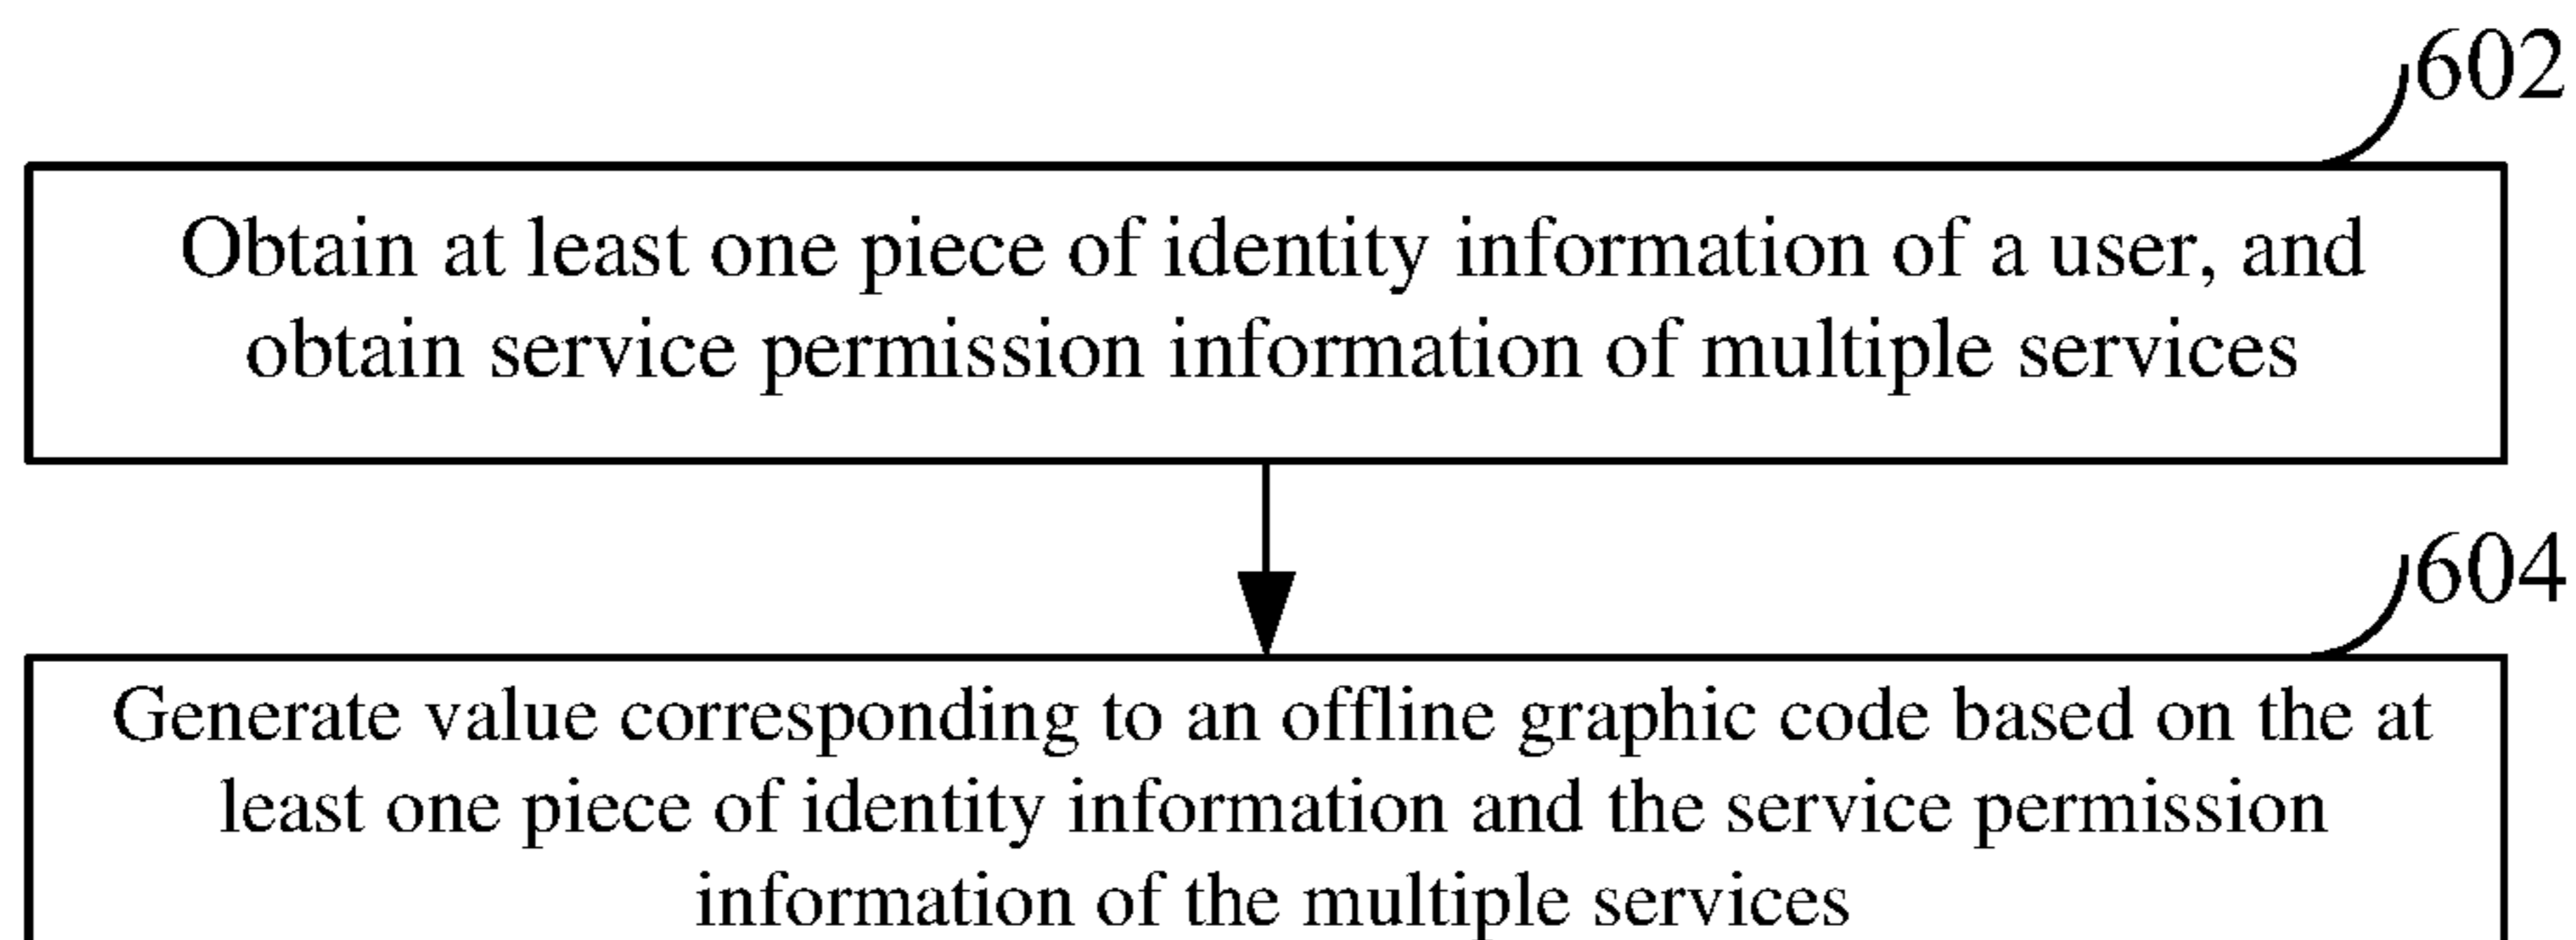 602
Obtain at least one piece of identity information of a user, and
obtain service permission information of multiple services
604
Generate value corresponding to an offline graphic code based on the at
least one piece of identity information and the service permission
information of the multiple services